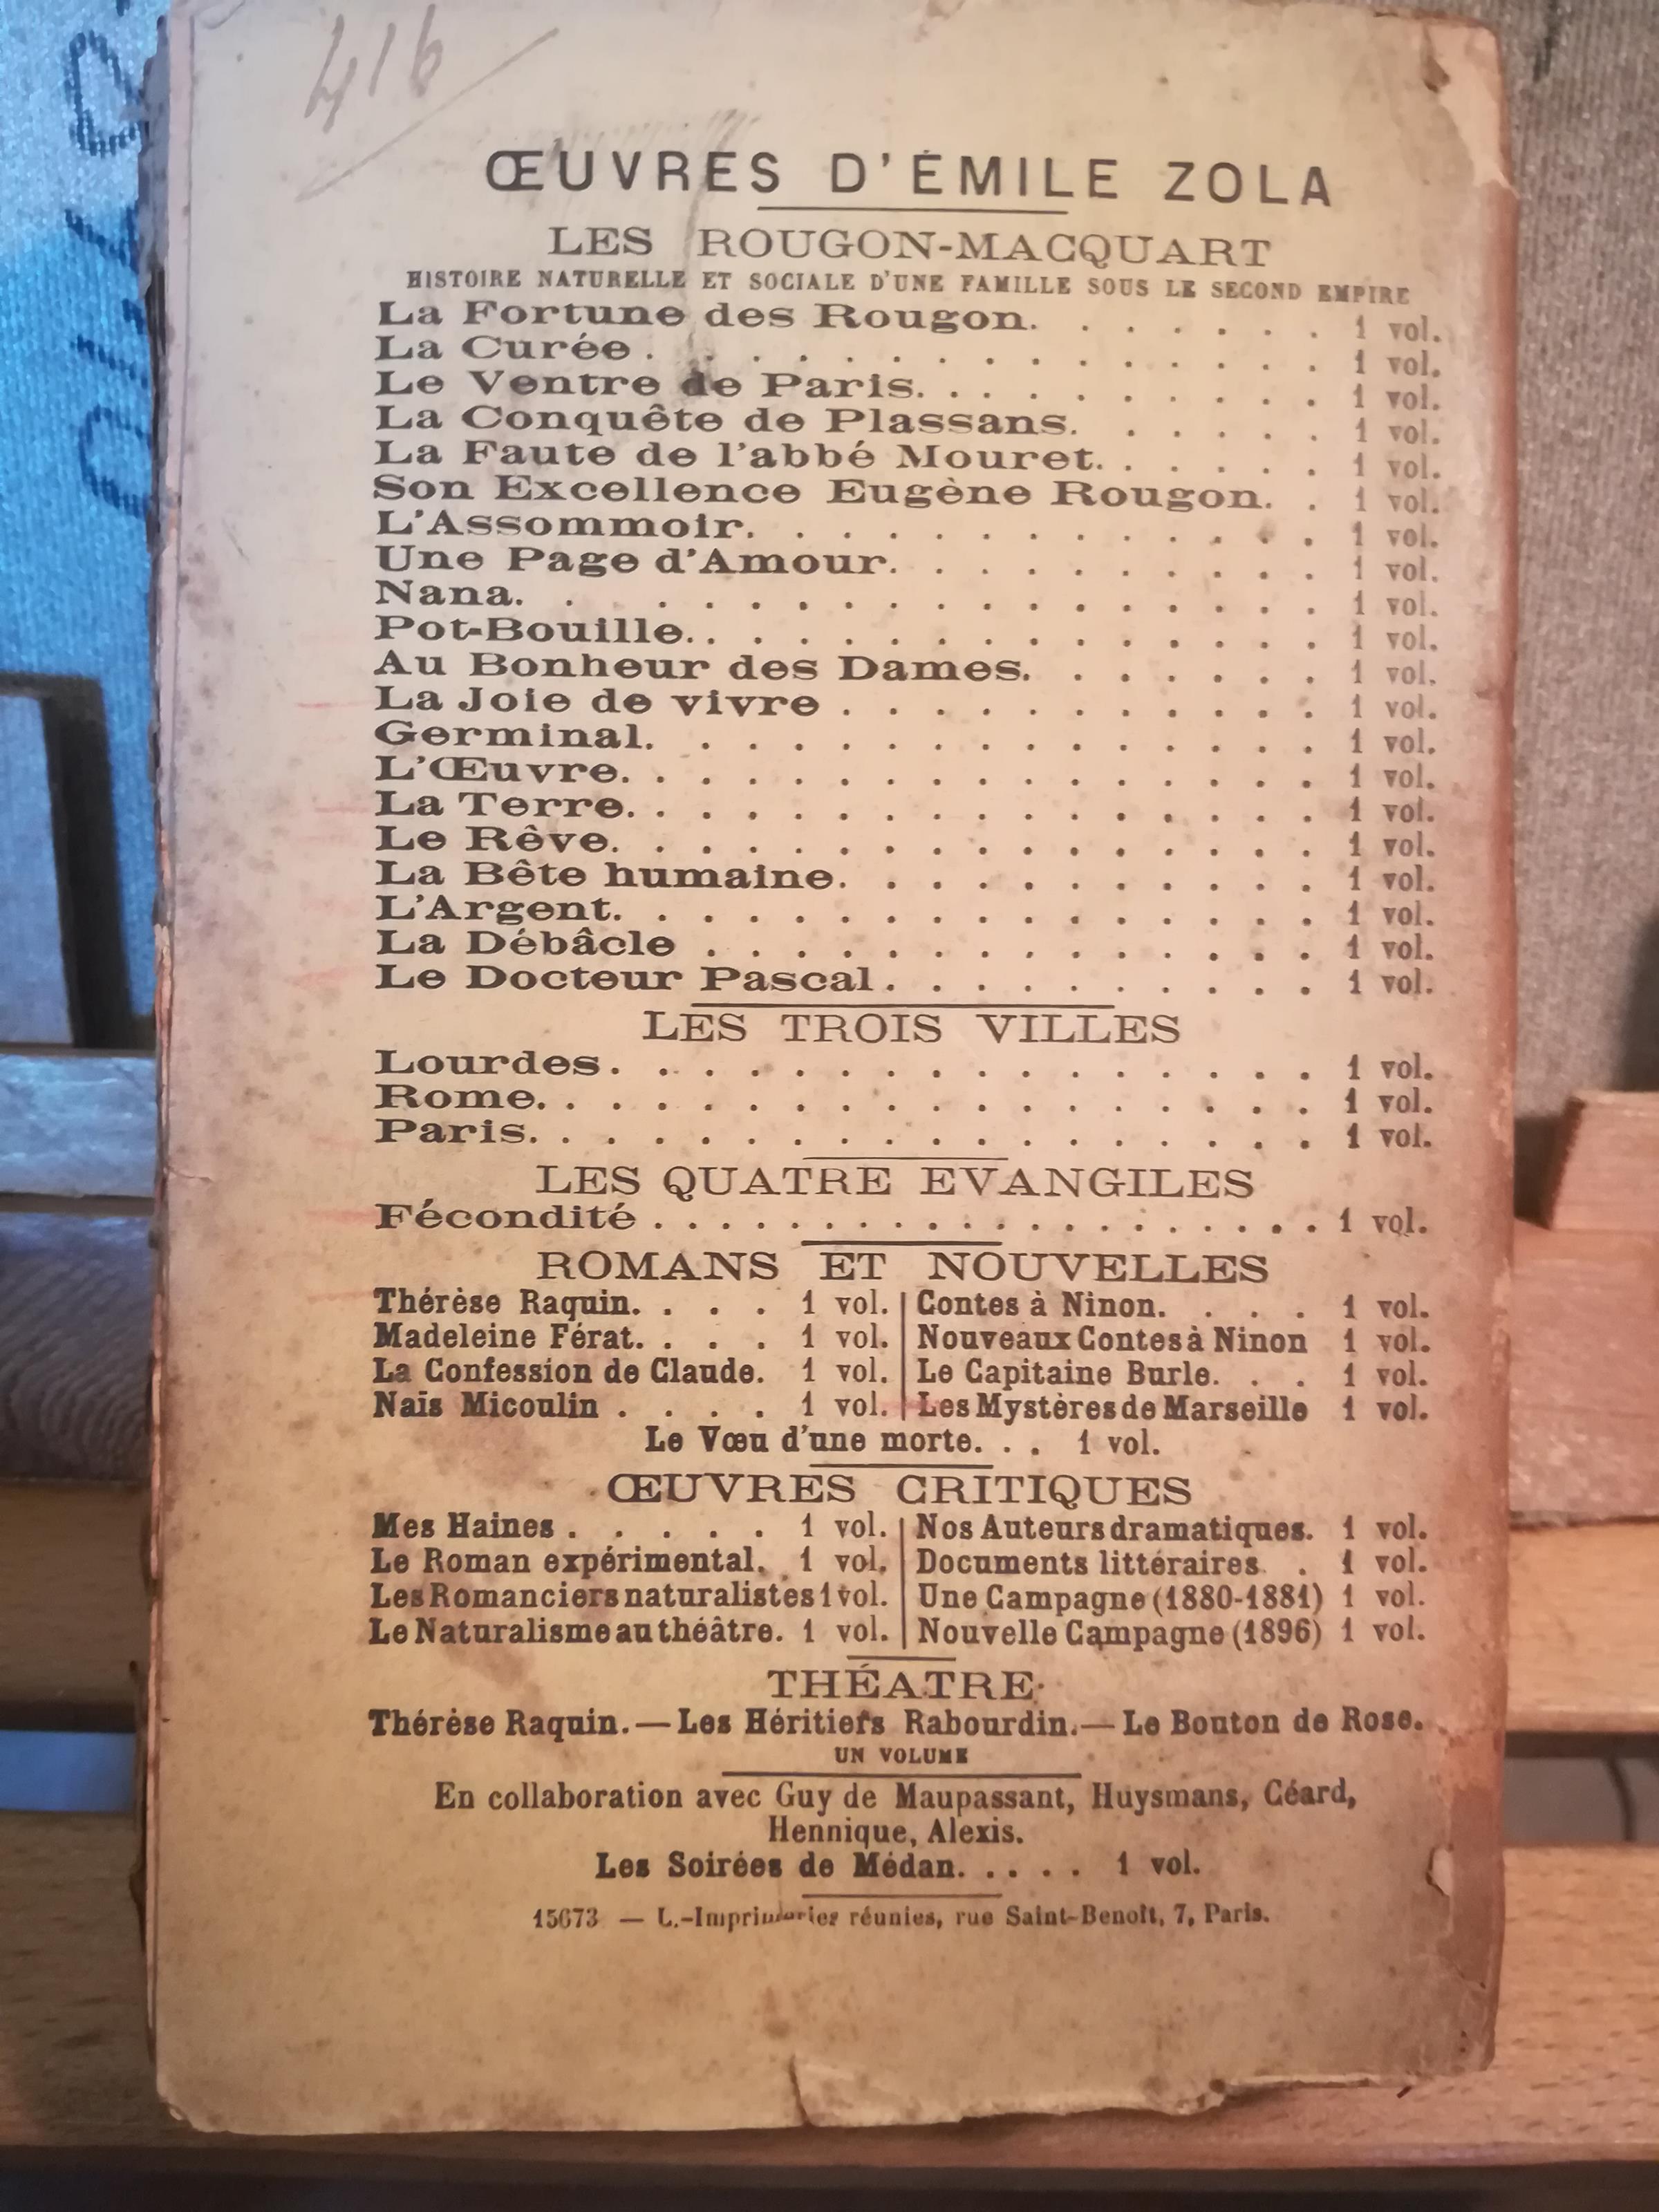 416
ŒUVRES D'ÉMILE ZOLA
LES ROUGON-MACQUART
HISTOIRE NATURELLE ET SOCIALE D'UNE FAMILLE SOUS LE SECOND EMPIRE
La Fortune des Rougon. . . . . . . 1 vol.
La Curée . . . . . . . . . . . . . . 1 vol.
Le Ventre de Paris. . . . . . . . . . 1 vol.
La Conquête de Plassans. . . . . . 1 vol.
La Faute de l'abbé Mouret. . . . . . 1 vol.
Son Excellence Eugène Rougon. . 1 vol.
L'Assommoir. . . . . . . . . . . . . 1 vol.
Une Page d'Amour. . . . . . . . . . 1 vol.
Nana. . . . . . . . . . . . . . . . . 1 vol.
Pot-Bouille. . . . . . . . . . . . . . . 1 vol.
Au Bonheur des Dames. . . . . . . 1 vol.
La Joie de vivre . . . . . . . . . . . 1 vol.
Germinal. . . . . . . . . . . . . . . 1 vol.
L'Œuvre. . . . . . . . . . . . . . . . 1 vol.
La Terre. . . . . . . . . . . . . . . . 1 vol.
Le Rêve. . . . . . . . . . . . . . . . 1 vol.
La Bête humaine. . . . . . . . . . . 1 vol.
L'Argent. . . . . . . . . . . . . . . . 1 vol.
La Débâcle . . . . . . . . . . . . . . 1 vol.
Le Docteur Pascal . . . . . . . . . . 1 vol.
LES TROIS VILLES
Lourdes. . . . . . . . . . . . . . . . 1 vol.
Rome. . . . . . . . . . . . . . . . . . 1 vol.
Paris. . . . . . . . . . . . . . . . . . 1 vol.
LES QUATRE EVANGILES
Fécondité . . . . . . . . . . . . . . . . . . . 1 vol.
ROMANS ET NOUVELLES
Thérèse Raquin. . . . . 1 vol. | Contes à Ninon. . . . . 1 vol.
Madeleine Férat. . . . . 1 vol. | Nouveaux Contes à Ninon 1 vol.
La Confession de Claude. 1 vol. | Le Capitaine Burle. . . 1 vol.
Naïs Micoulin . . . . 1 vol. | Les Mystères de Marseille 1 vol.
Le Vœu d'une morte. . . 1 vol.
ŒUVRES CRITIQUES
Mes Haines . . . . . 1 vol. | Nos Auteurs dramatiques. 1 vol.
Le Roman expérimental. . 1 vol. | Documents littéraires. . 1 vol.
Les Romanciers naturalistes 1 vol. | Une Campagne (1880-1881) 1 vol.
Le Naturalisme au théâtre. 1 vol. | Nouvelle Campagne (1896) 1 vol.
THÉATRE
Thérèse Raquin. — Les Héritiers Rabourdin. — Le Bouton de Rose.
UN VOLUME
En collaboration avec Guy de Maupassant, Huysmans, Céard,
Hennique, Alexis.
Les Soirées de Médan. . . . . 1 vol.
15673 — L.-Imprimeries réunies, rue Saint-Benoît, 7, Paris.